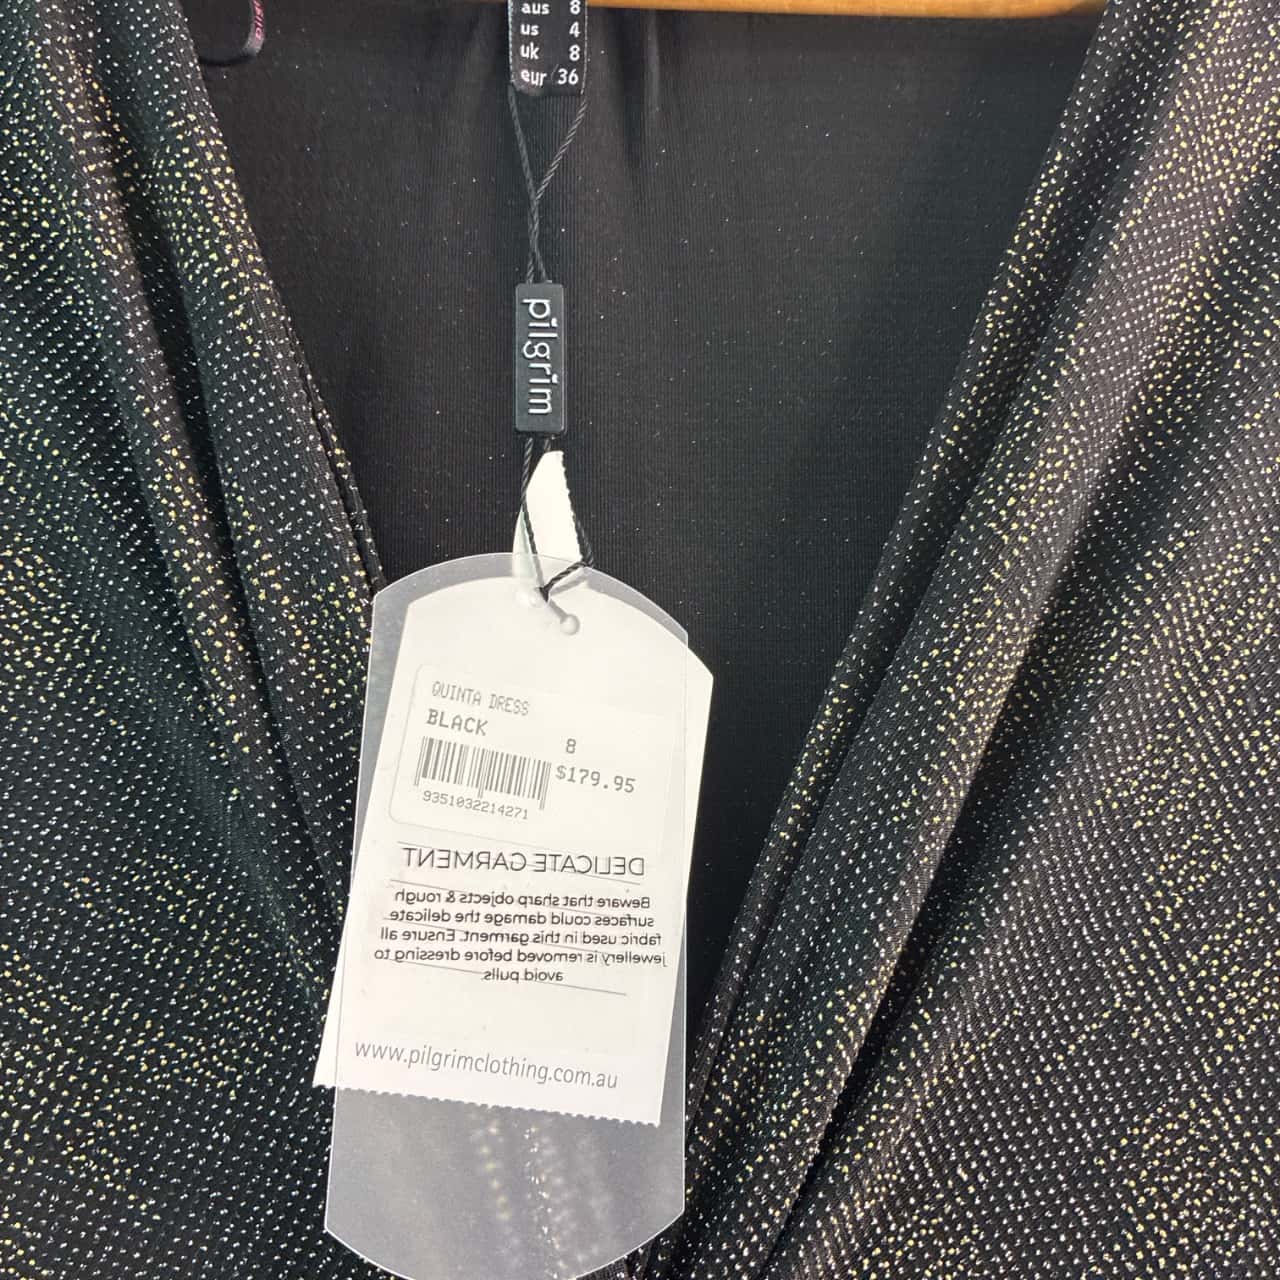 aus 8
us 4
uk 8
eur 36
pilgrim
QUINTA DRESS
BLACK
8
$179.95
9351032214271
DELICATE GARMENT
Beware that sharp objects & rough
surfaces could damage the delicate
fabric used in this garment. Ensure all
jewellery is removed before dressing to
avoid pulls.
www.pilgrimclothing.com.au